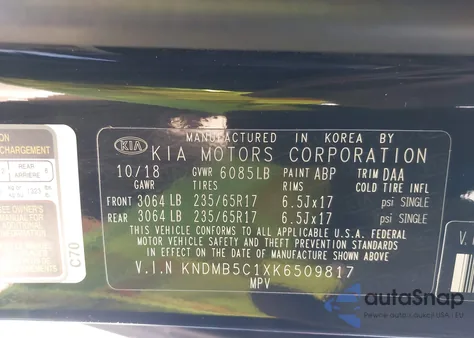 MANUFACTURED IN KOREA BY
KIA KIA MOTORS CORPORATION
10/18 GVWR 6085LB PAINT ABP TRIM DAA
GAWR TIRES RIMS COLD TIRE INFL
FRONT 3064 LB 235/65R17 6.5Jx17 psi SINGLE
REAR 3064 LB 235/65R17 6.5Jx17 psi SINGLE
THIS VEHICLE CONFORMS TO ALL APPLICABLE U.S.A. FEDERAL
MOTOR VEHICLE SAFETY, BUMPER, AND THEFT PREVENTION STANDARDS
IN EFFECT ON THE DATE OF MANUFACTURE SHOWN ABOVE.
V.I.N KNDMB5C1XK6509817
MPV
C70
CHARGEMENT
REAR
ARRIERE
autoSnap